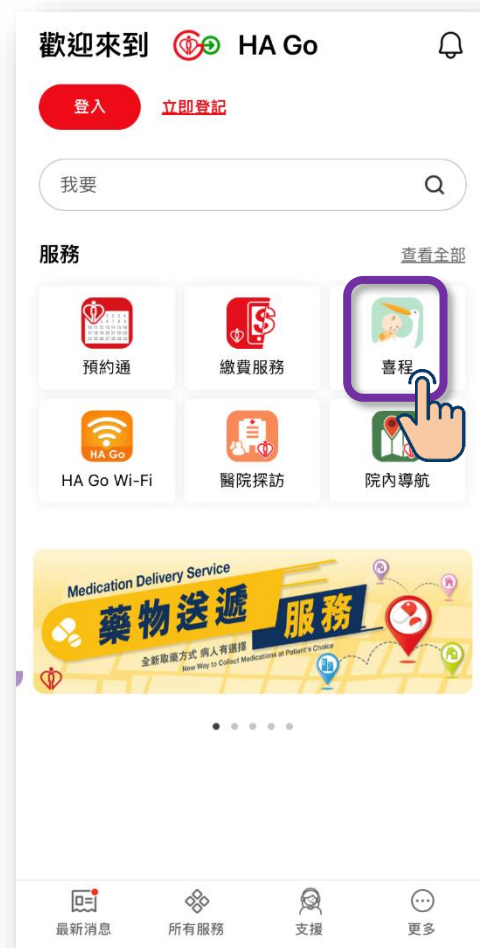 歡迎來到 HA Go
登入 立即登記
我要
服務 查看全部
預約通 繳費服務 喜程
HA Go
HA Go Wi-Fi 醫院探訪 院內導航
Medication Delivery Service
藥物送遞 服務
全新取藥方式 病人有選擇
New Way to Collect Medications at Patient's Choice
最新消息 所有服務 支援 更多